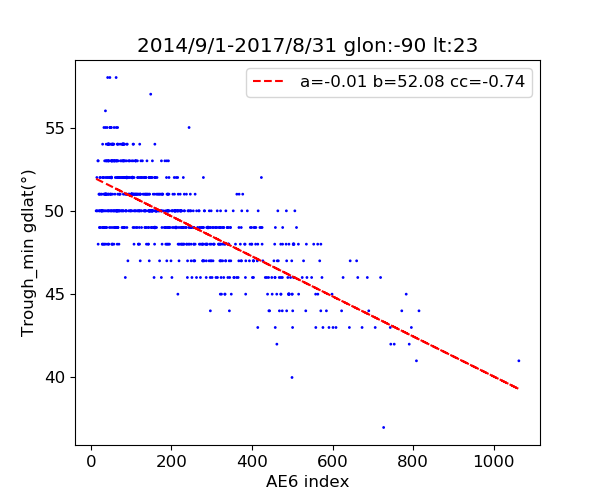 2014/9/1-2017/8/31 glon:-90 lt:23
a=-0.01 b=52.08 cc=-0.74
Trough_min gdlat(°)
55
50
45
40
0 200 400 600 800 1000
AE6 index